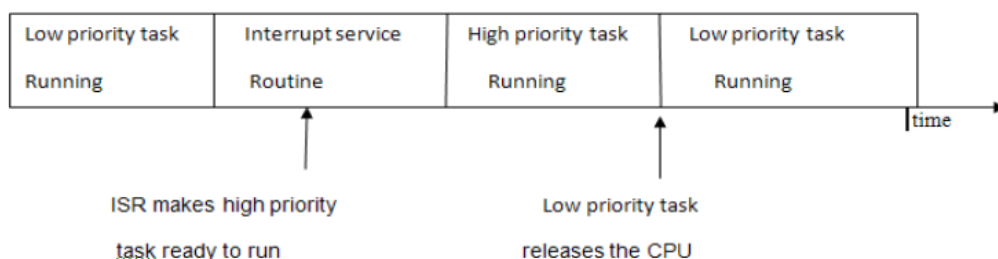 Low priority task
Running
Interrupt service
Routine
High priority task
Running
Low priority task
Running
time
ISR makes high priority
task ready to run
Low priority task
releases the CPU